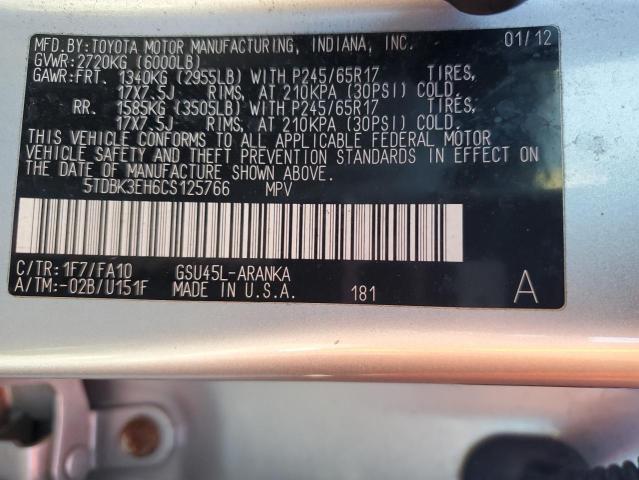 MFD.BY:TOYOTA MOTOR MANUFACTURING, INDIANA, INC. 01/12
GVWR:2720KG (6000LB)
GAWR:FRT. 1340KG (2955LB) WITH P245/65R17 TIRES,
17X7.5J RIMS, AT 210KPA (30PSI) COLD.
RR. 1585KG (3505LB) WITH P245/65R17 TIRES,
17X7.5J RIMS, AT 210KPA (30PSI) COLD.
THIS VEHICLE CONFORMS TO ALL APPLICABLE FEDERAL MOTOR
VEHICLE SAFETY AND THEFT PREVENTION STANDARDS IN EFFECT ON
THE DATE OF MANUFACTURE SHOWN ABOVE.
5TDBK3EH6CS125766 MPV
C/TR:1F7/FA10 GSU45L-ARANKA
A/TM:-02B/U151F MADE IN U.S.A. 181 A